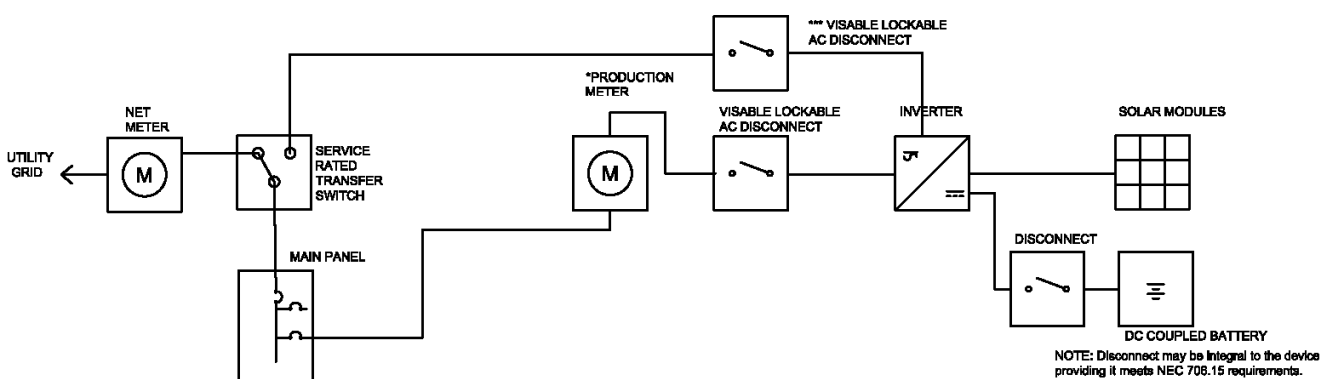 *** VISABLE LOCKABLE
AC DISCONNECT
*PRODUCTION
METER
NET
METER
VISABLE LOCKABLE
AC DISCONNECT
INVERTER
SOLAR MODULES
UTILITY
GRID
M
SERVICE
RATED
TRANSFER
SWITCH
M
MAIN PANEL
DISCONNECT
DC COUPLED BATTERY
NOTE: Disconnect may be integral to the device
providing it meets NEC 706.15 requirements.